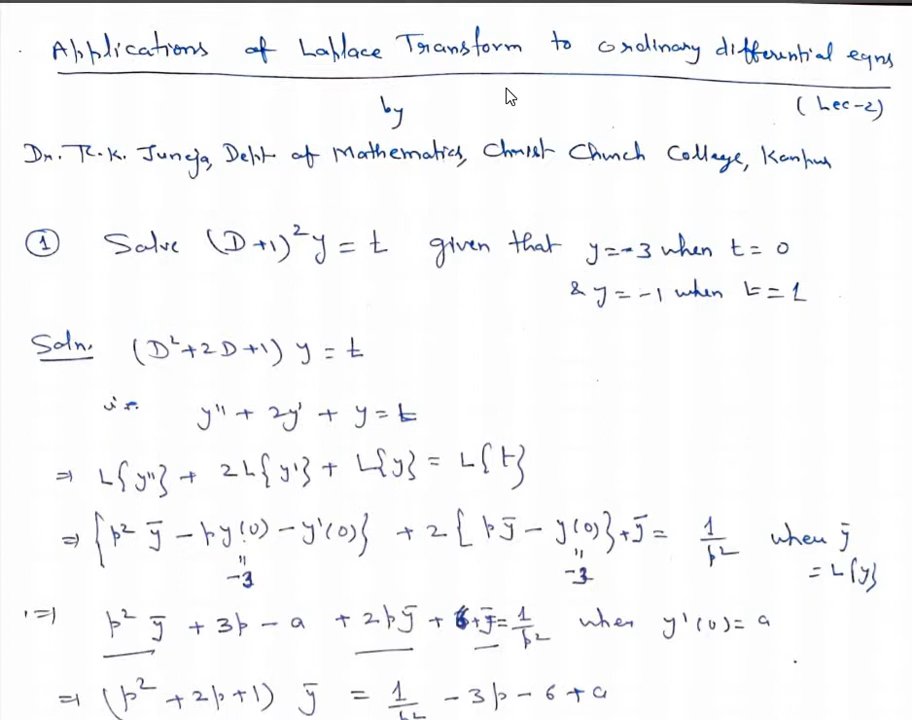 Applications of Laplace Transform to ordinary differential eqns
(Lec-2)
by
Dr. R.K. Juneja, Deptt of Mathematics, Christ Church College, Kanpur
① Solve (D+1)²y = t given that y=-3 when t=0
& y=-1 when t=1
Soln. (D²+2D+1) y = t
i.e. y'' + 2y' + y = t
⇒ L{y''} + 2L{y'} + L{y} = L{t}
⇒ {p² ȳ - py(0) - y'(0)} + 2{pȳ - y(0)} + ȳ = 1/p² when ȳ
= L{y}
" -3 " -3
⇒ p² ȳ + 3p - a + 2pȳ + 6 + ȳ = 1/p² when y'(0) = a
⇒ (p² + 2p + 1) ȳ = 1/p² - 3p - 6 + a